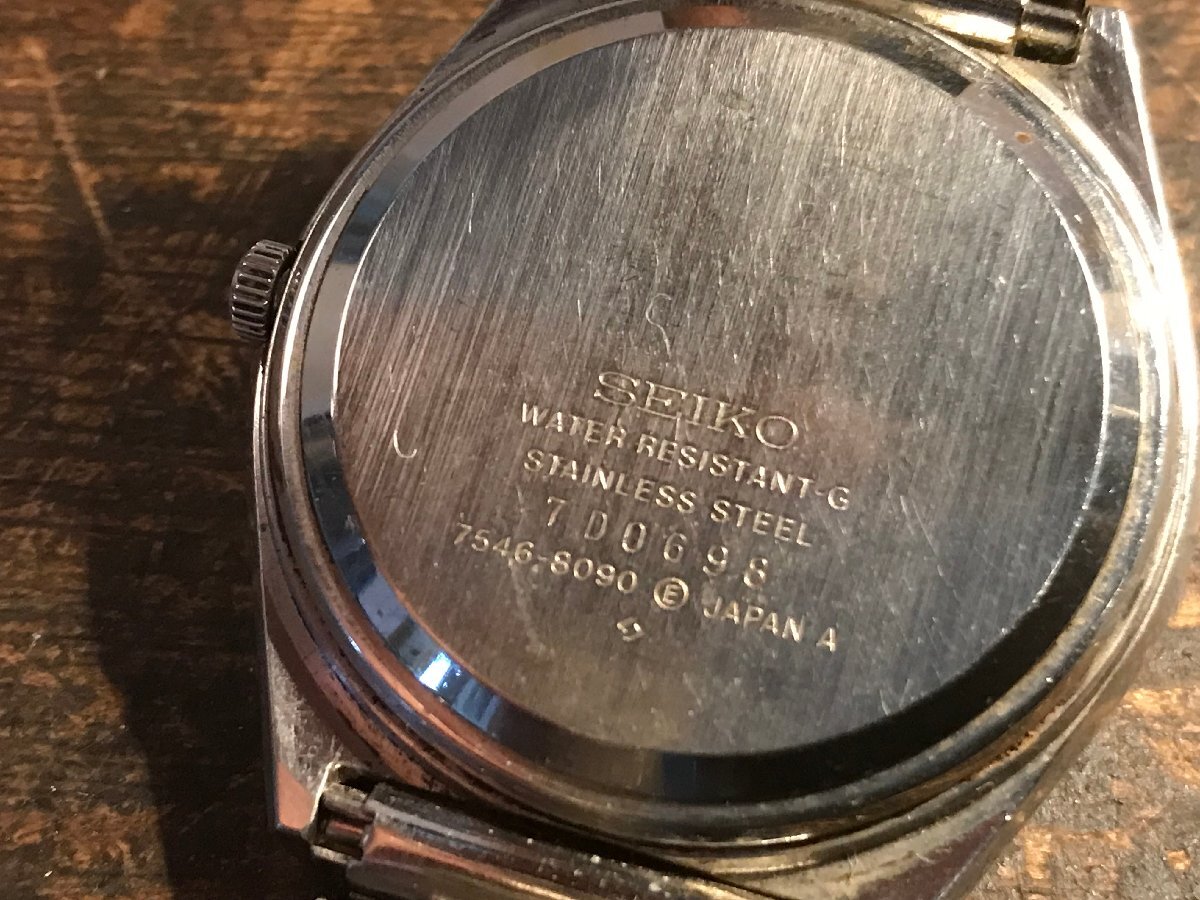 SEIKO
WATER RESISTANT-G
STAINLESS STEEL
7D0698
7546-8090 Ⓔ JAPAN A